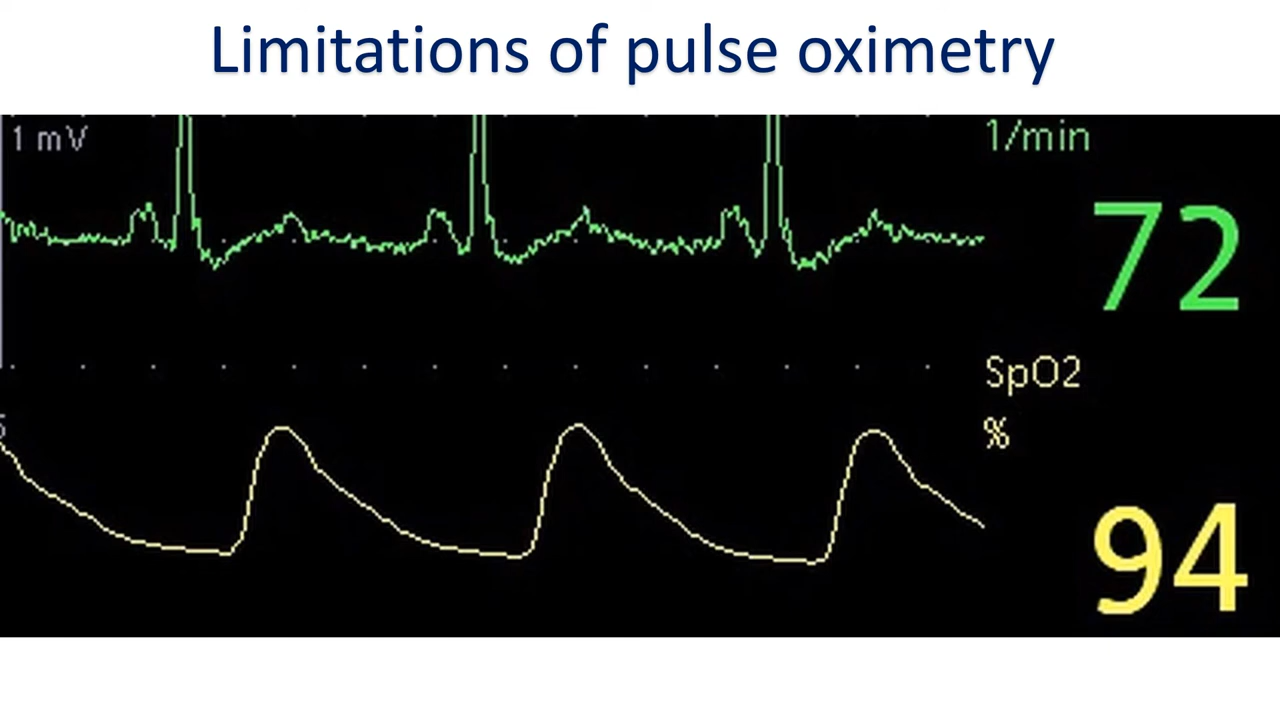 Limitations of pulse oximetry
1 mV
1/min
72
SpO2
%
94